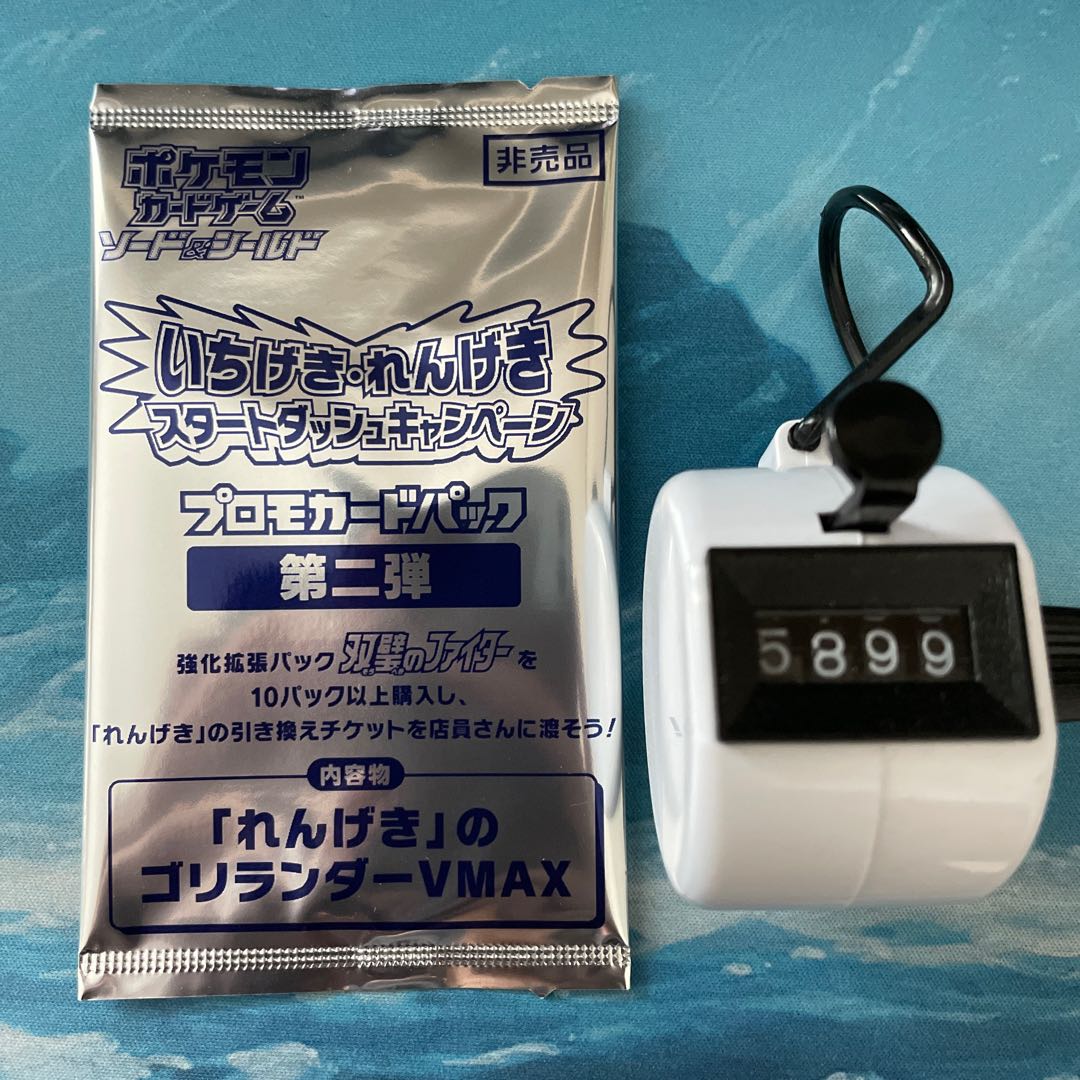 非売品
ポケモン
カードゲーム™
ソード&シールド
いちげき・れんげき
スタートダッシュキャンペーン
プロモカードパック
第二弾
強化拡張パック 双璧のファイターを
10パック以上購入し、
「れんげき」の引き換えチケットを店員さんに渡そう!
内容物
「れんげき」の
ゴリランダーVMAX
5899